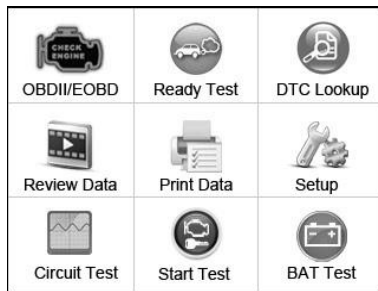 CHECK
ENGINE
OBDII/EOBD
Ready Test
DTC Lookup
Review Data
Print Data
Setup
Circuit Test
Start Test
BAT Test